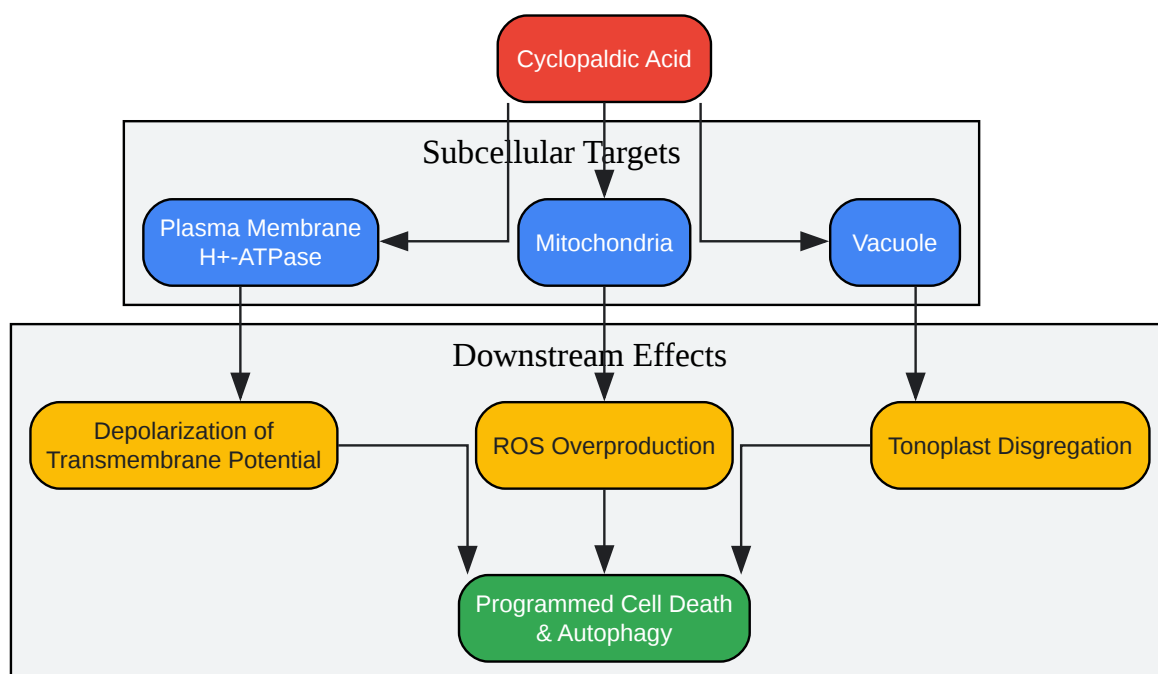 Cyclopaldic Acid
Subcellular Targets
Plasma Membrane
H+-ATPase
Mitochondria
Vacuole
Downstream Effects
Depolarization of
Transmembrane Potential
ROS Overproduction
Tonoplast Disgregation
Programmed Cell Death
& Autophagy